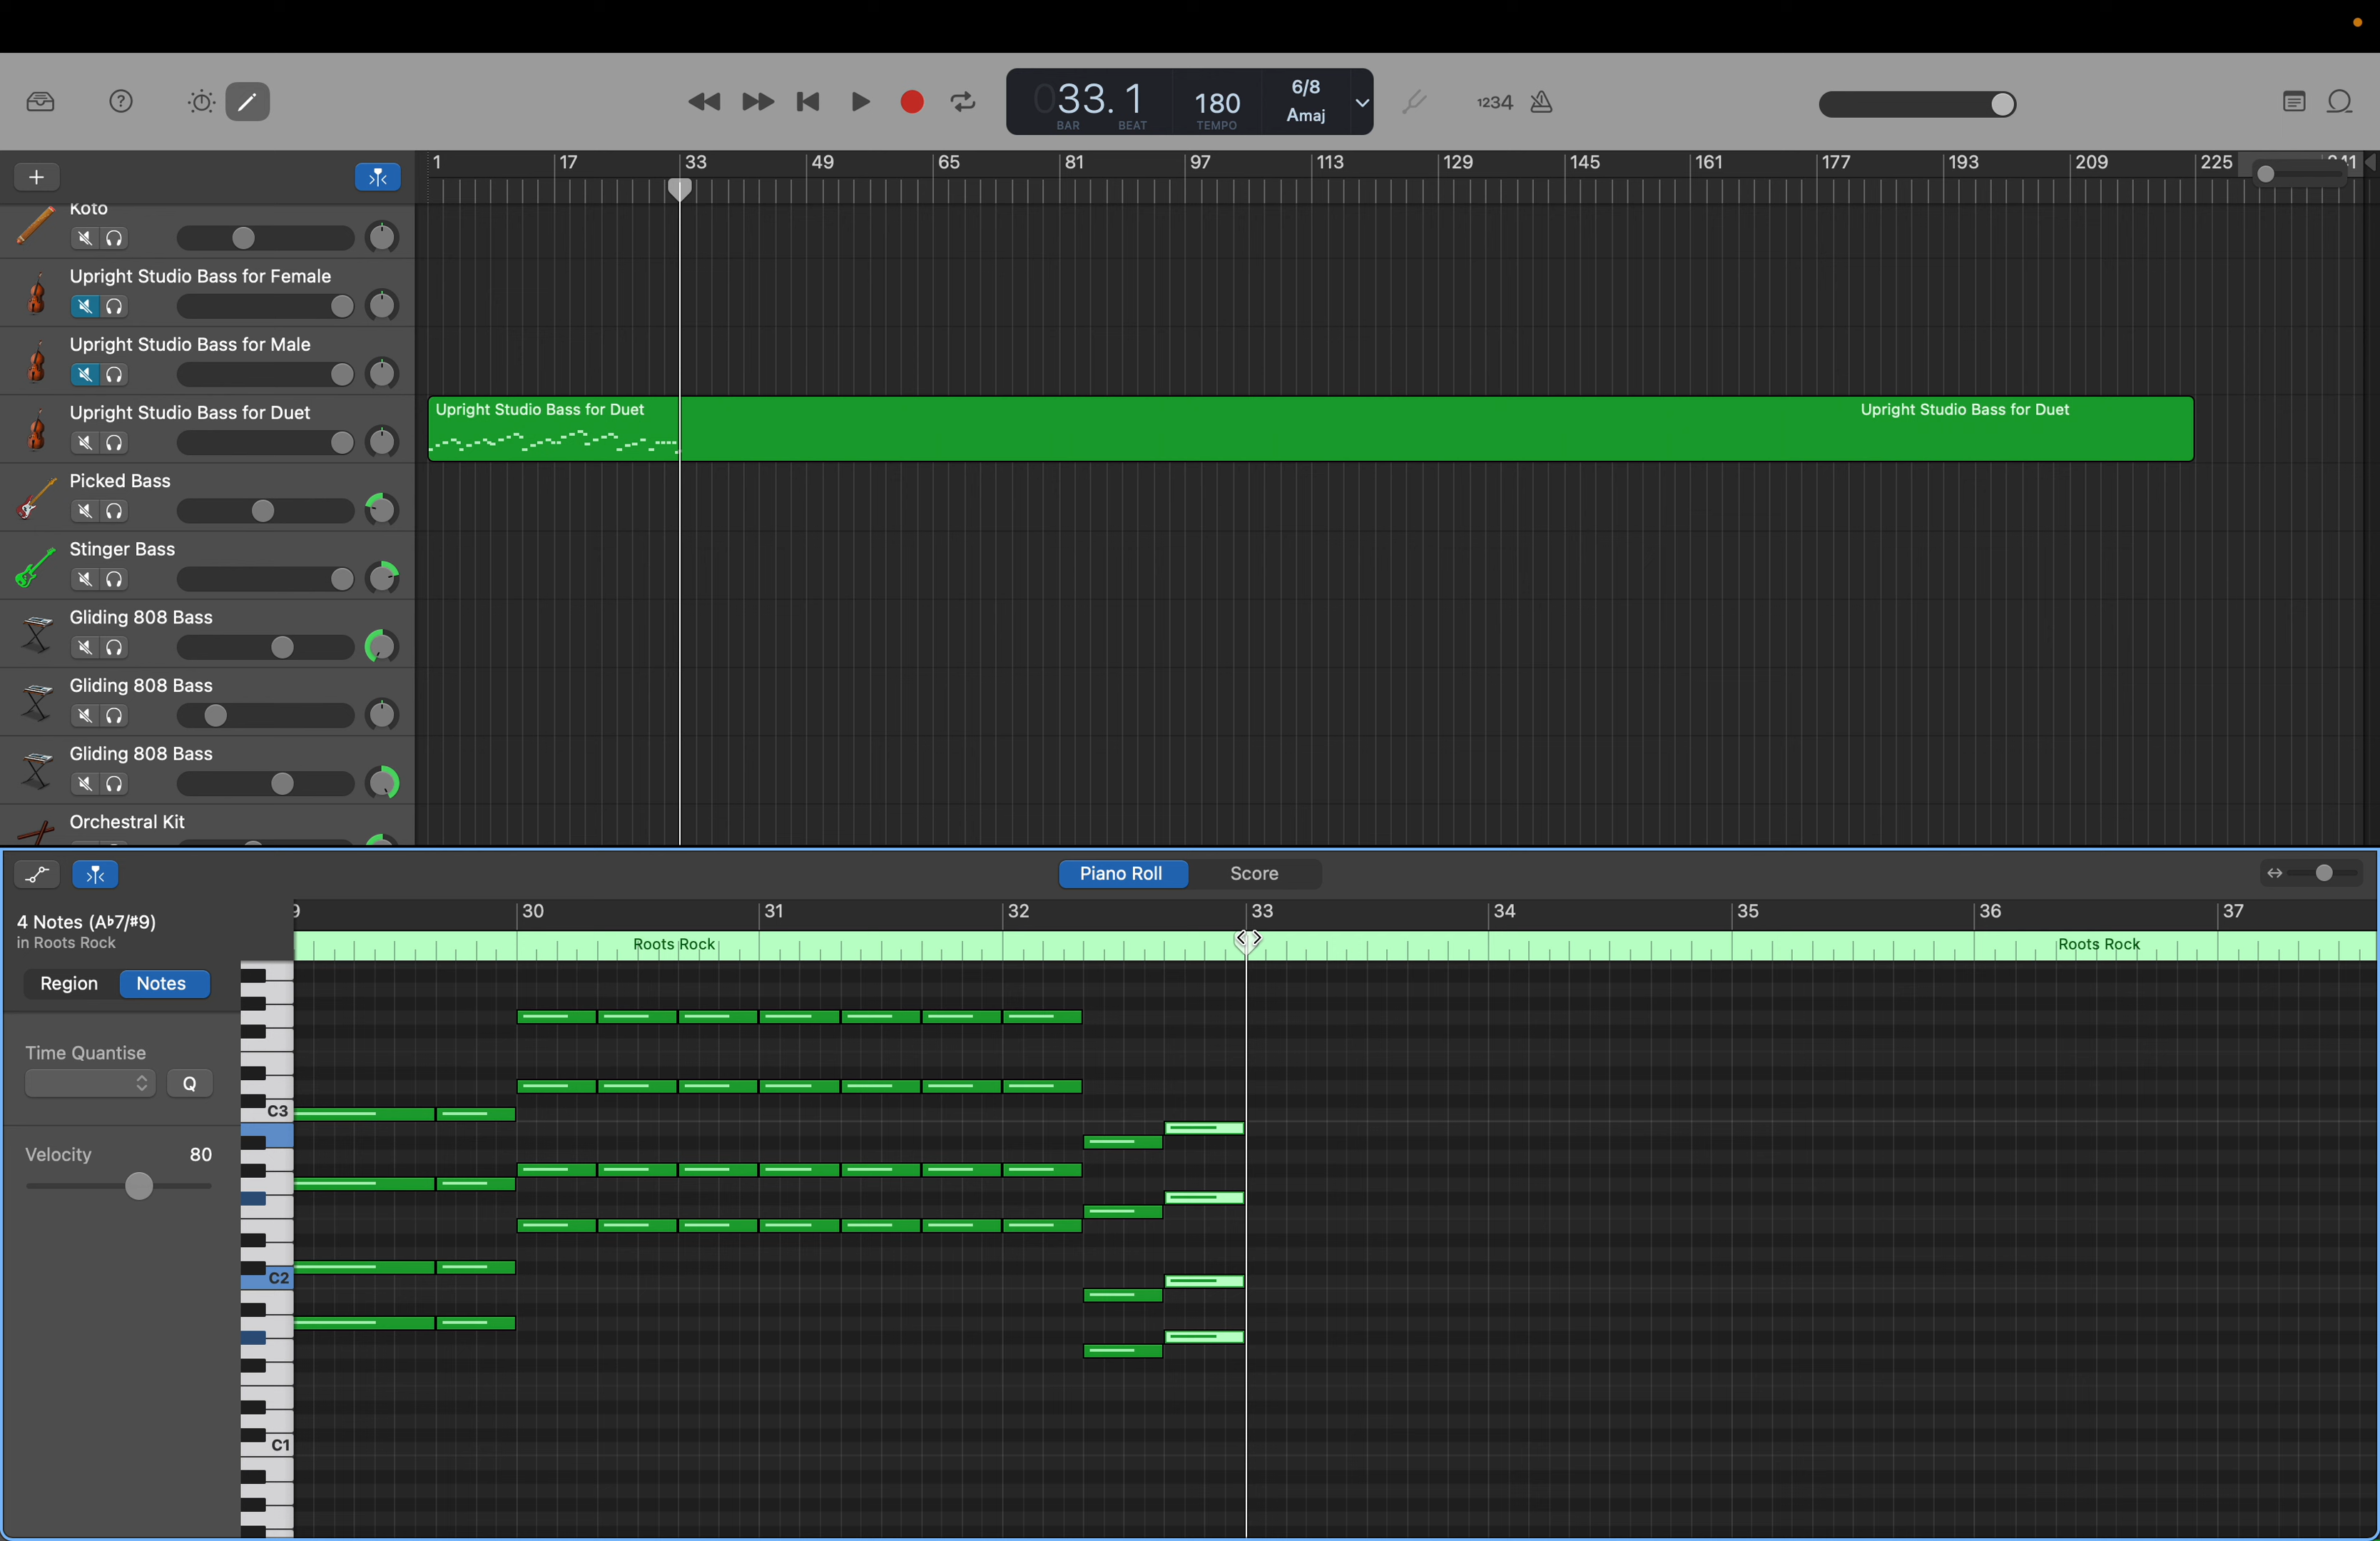 033. 1
BAR
BEAT
180
TEMPO
6/8
Amaj
1234
1
17
33
49
65
81
97
113
129
145
161
177
193
209
225
Koto
Upright Studio Bass for Female
Upright Studio Bass for Male
Upright Studio Bass for Duet
Upright Studio Bass for Duet
Upright Studio Bass for Duet
Picked Bass
Stinger Bass
Gliding 808 Bass
Gliding 808 Bass
Gliding 808 Bass
Orchestral Kit
Piano Roll
Score
4 Notes (A♭7/#9)
in Roots Rock
30
31
32
33
34
35
36
37
Roots Rock
Roots Rock
Region
Notes
Time Quantise
Q
Velocity
80
C3
C2
C1